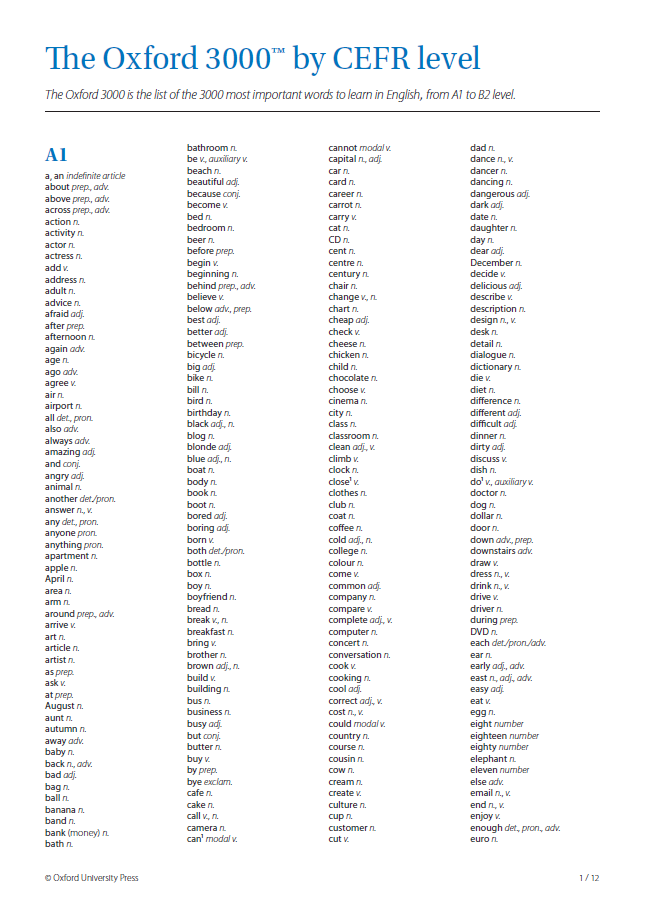 The Oxford 3000™ by CEFR level
The Oxford 3000 is the list of the 3000 most important words to learn in English, from A1 to B2 level.
A1
a, an indefinite article
about prep., adv.
above prep., adv.
across prep., adv.
action n.
activity n.
actor n.
actress n.
add v.
address n.
adult n.
advice n.
afraid adj.
after prep.
afternoon n.
again adv.
age n.
ago adv.
agree v.
air n.
airport n.
all det., pron.
also adv.
always adv.
amazing adj.
and conj.
angry adj.
animal n.
another det./pron.
answer n., v.
any det., pron.
anyone pron.
anything pron.
apartment n.
apple n.
April n.
area n.
arm n.
around prep., adv.
arrive v.
art n.
article n.
artist n.
as prep.
ask v.
at prep.
August n.
aunt n.
autumn n.
away adv.
baby n.
back n., adv.
bad adj.
bag n.
ball n.
banana n.
band n.
bank (money) n.
bath n.
bathroom n.
be v., auxiliary v.
beach n.
beautiful adj.
because conj.
become v.
bed n.
bedroom n.
beer n.
before prep.
begin v.
beginning n.
behind prep., adv.
believe v.
below adv., prep.
best adj.
better adj.
between prep.
bicycle n.
big adj.
bike n.
bill n.
bird n.
birthday n.
black adj., n.
blog n.
blonde adj.
blue adj., n.
boat n.
body n.
book n.
boot n.
bored adj.
boring adj.
born v.
both det./pron.
bottle n.
box n.
boy n.
boyfriend n.
bread n.
break v., n.
breakfast n.
bring v.
brother n.
brown adj., n.
build v.
building n.
bus n.
business n.
busy adj.
but conj.
butter n.
buy v.
by prep.
bye exclam.
cafe n.
cake n.
call v., n.
camera n.
can¹ modal v.
cannot modal v.
capital n., adj.
car n.
card n.
career n.
carrot n.
carry v.
cat n.
CD n.
cent n.
centre n.
century n.
chair n.
change v., n.
chart n.
cheap adj.
check v.
cheese n.
chicken n.
child n.
chocolate n.
choose v.
cinema n.
city n.
class n.
classroom n.
clean adj., v.
climb v.
clock n.
close¹ v.
clothes n.
club n.
coat n.
coffee n.
cold adj., n.
college n.
colour n.
come v.
common adj.
company n.
compare v.
complete adj., v.
computer n.
concert n.
conversation n.
cook v.
cooking n.
cool adj.
correct adj., v.
cost n., v.
could modal v.
country n.
course n.
cousin n.
cow n.
cream n.
create v.
culture n.
cup n.
customer n.
cut v.
dad n.
dance n., v.
dancer n.
dancing n.
dangerous adj.
dark adj.
date n.
daughter n.
day n.
dear adj.
December n.
decide v.
delicious adj.
describe v.
description n.
design n., v.
desk n.
detail n.
dialogue n.
dictionary n.
die v.
diet n.
difference n.
different adj.
difficult adj.
dinner n.
dirty adj.
discuss v.
dish n.
do¹ v., auxiliary v.
doctor n.
dog n.
dollar n.
door n.
down adv., prep.
downstairs adv.
draw v.
dress n., v.
drink n., v.
drive v.
driver n.
during prep.
DVD n.
each det./pron./adv.
ear n.
early adj., adv.
east n., adj., adv.
easy adj.
eat v.
egg n.
eight number
eighteen number
eighty number
elephant n.
eleven number
else adv.
email n., v.
end n., v.
enjoy v.
enough det., pron., adv.
euro n.
© Oxford University Press
1 / 12